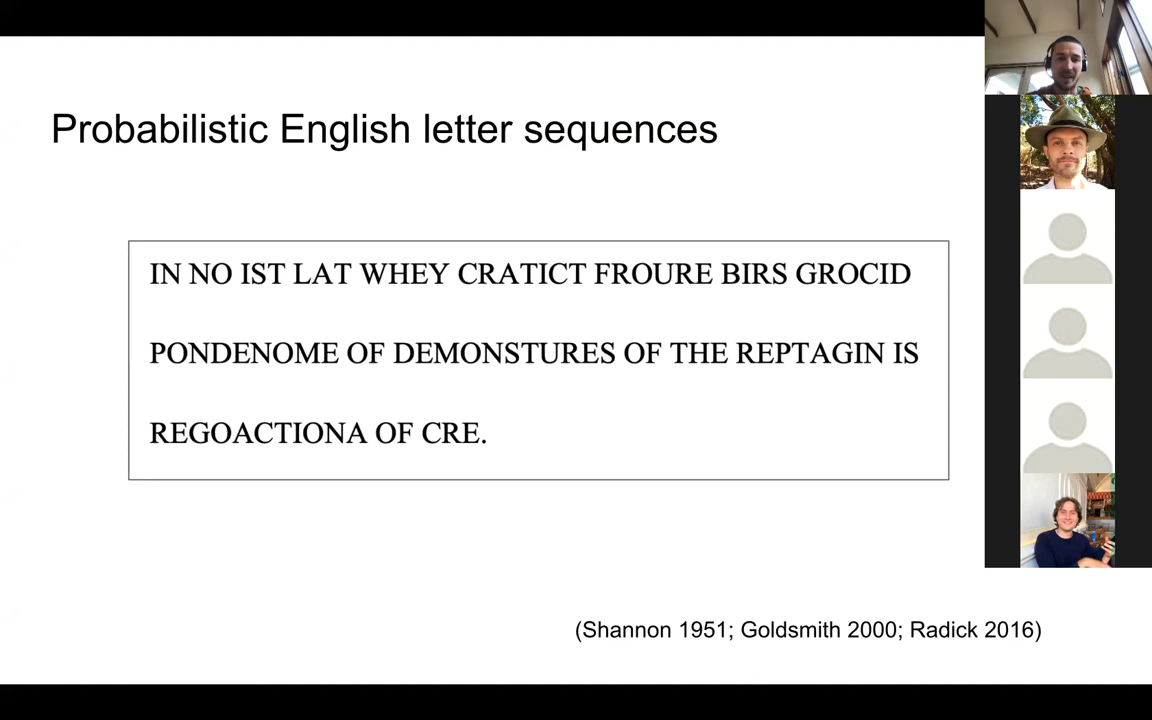 Probabilistic English letter sequences
IN NO IST LAT WHEY CRATICT FROURE BIRS GROCID
PONDENOME OF DEMONSTURES OF THE REPTAGIN IS
REGOACTIONA OF CRE.
(Shannon 1951; Goldsmith 2000; Radick 2016)